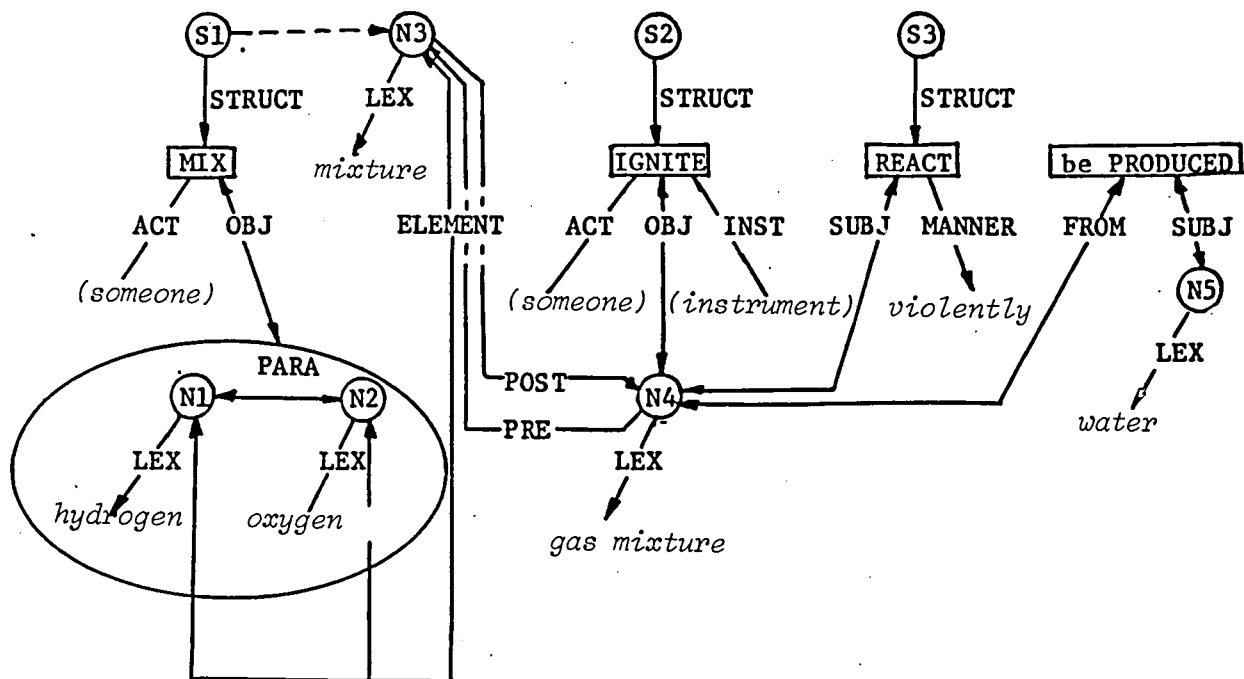 S1 N3 S2 S3
STRUCT LEX STRUCT STRUCT
MIX mixture IGNITE REACT be PRODUCED
ACT OBJ ELEMENT ACT OBJ INST SUBJ MANNER FROM SUBJ
(someone) (someone) (instrument) violently N5
LEX
PARA
N1 N2 POST N4
water
PRE
LEX LEX LEX
hydrogen oxygen
gas mixture